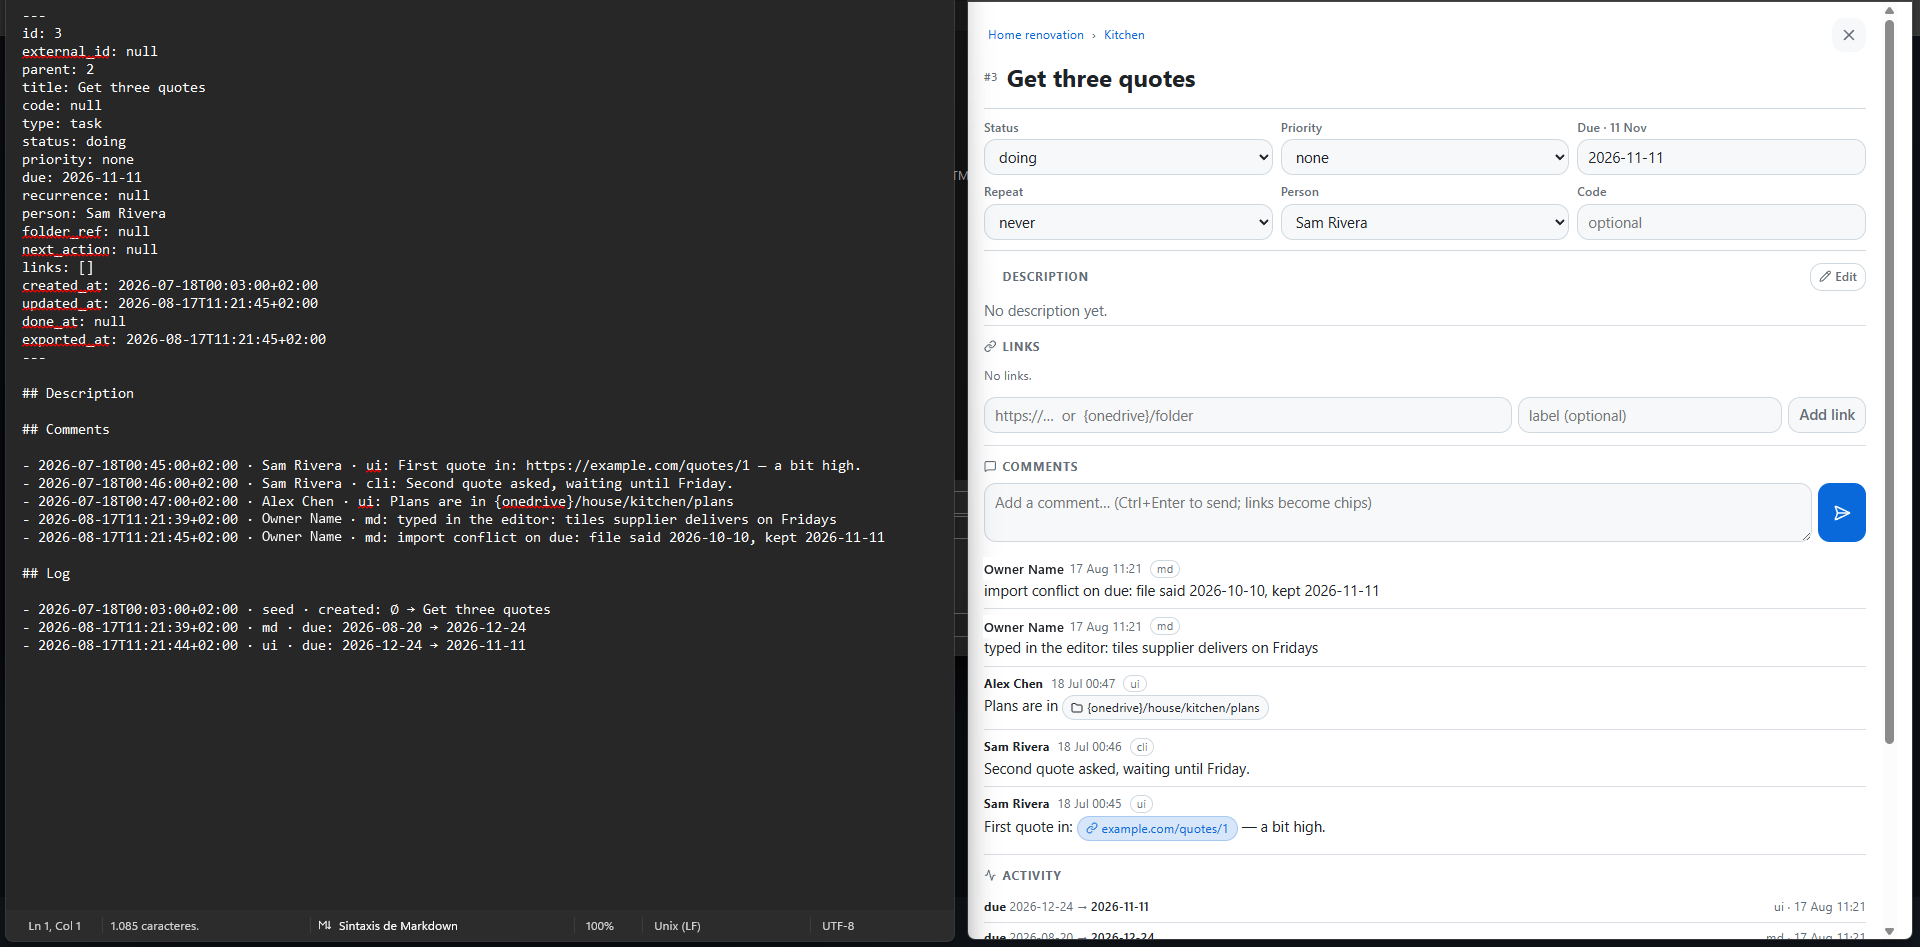 ---
id: 3
external_id: null
parent: 2
title: Get three quotes
code: null
type: task
status: doing
priority: none
due: 2026-11-11
recurrence: null
person: Sam Rivera
folder_ref: null
next_action: null
links: []
created_at: 2026-07-18T00:03:00+02:00
updated_at: 2026-08-17T11:21:45+02:00
done_at: null
exported_at: 2026-08-17T11:21:45+02:00
---
## Description
## Comments
- 2026-07-18T00:45:00+02:00 · Sam Rivera · ui: First quote in: https://example.com/quotes/1 — a bit high.
- 2026-07-18T00:46:00+02:00 · Sam Rivera · cli: Second quote asked, waiting until Friday.
- 2026-07-18T00:47:00+02:00 · Alex Chen · ui: Plans are in {onedrive}/house/kitchen/plans
- 2026-08-17T11:21:39+02:00 · Owner Name · md: typed in the editor: tiles supplier delivers on Fridays
- 2026-08-17T11:21:45+02:00 · Owner Name · md: import conflict on due: file said 2026-10-10, kept 2026-11-11
## Log
- 2026-07-18T00:03:00+02:00 · seed · created: Ø → Get three quotes
- 2026-08-17T11:21:39+02:00 · md · due: 2026-08-20 → 2026-12-24
- 2026-08-17T11:21:44+02:00 · ui · due: 2026-12-24 → 2026-11-11
Ln 1, Col 1 1.085 caracteres. M↓ Sintaxis de Markdown 100% Unix (LF) UTF-8
TM
Home renovation › Kitchen
#3 Get three quotes
Status Priority Due · 11 Nov
doing none 2026-11-11
Repeat Person Code
never Sam Rivera optional
DESCRIPTION Edit
No description yet.
LINKS
No links.
https://... or {onedrive}/folder label (optional) Add link
COMMENTS
Add a comment... (Ctrl+Enter to send; links become chips)
Owner Name 17 Aug 11:21 md
import conflict on due: file said 2026-10-10, kept 2026-11-11
Owner Name 17 Aug 11:21 md
typed in the editor: tiles supplier delivers on Fridays
Alex Chen 18 Jul 00:47 ui
Plans are in {onedrive}/house/kitchen/plans
Sam Rivera 18 Jul 00:46 cli
Second quote asked, waiting until Friday.
Sam Rivera 18 Jul 00:45 ui
First quote in: example.com/quotes/1 — a bit high.
ACTIVITY
due 2026-12-24 → 2026-11-11 ui · 17 Aug 11:21
due 2026-08-20 → 2026-12-24 md · 17 Aug 11:21